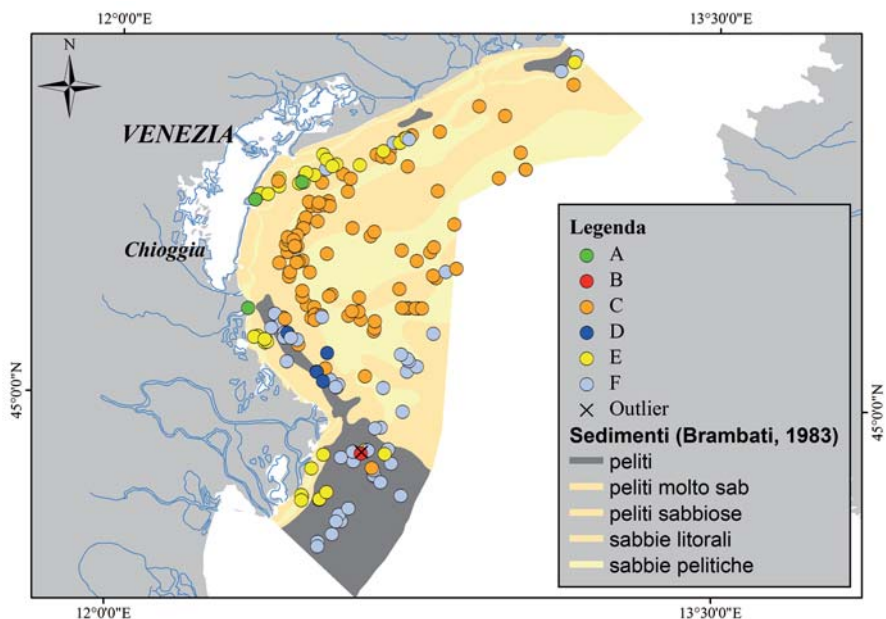 12°0'0"E
13°30'0"E
N
VENEZIA
Chioggia
45°0'0"N
45°0'0"N
Legenda
A
B
C
D
E
F
Outlier
Sedimenti (Brambati, 1983)
peliti
peliti molto sab
peliti sabbiose
sabbie litorali
sabbie pelitiche
12°0'0"E
13°30'0"E